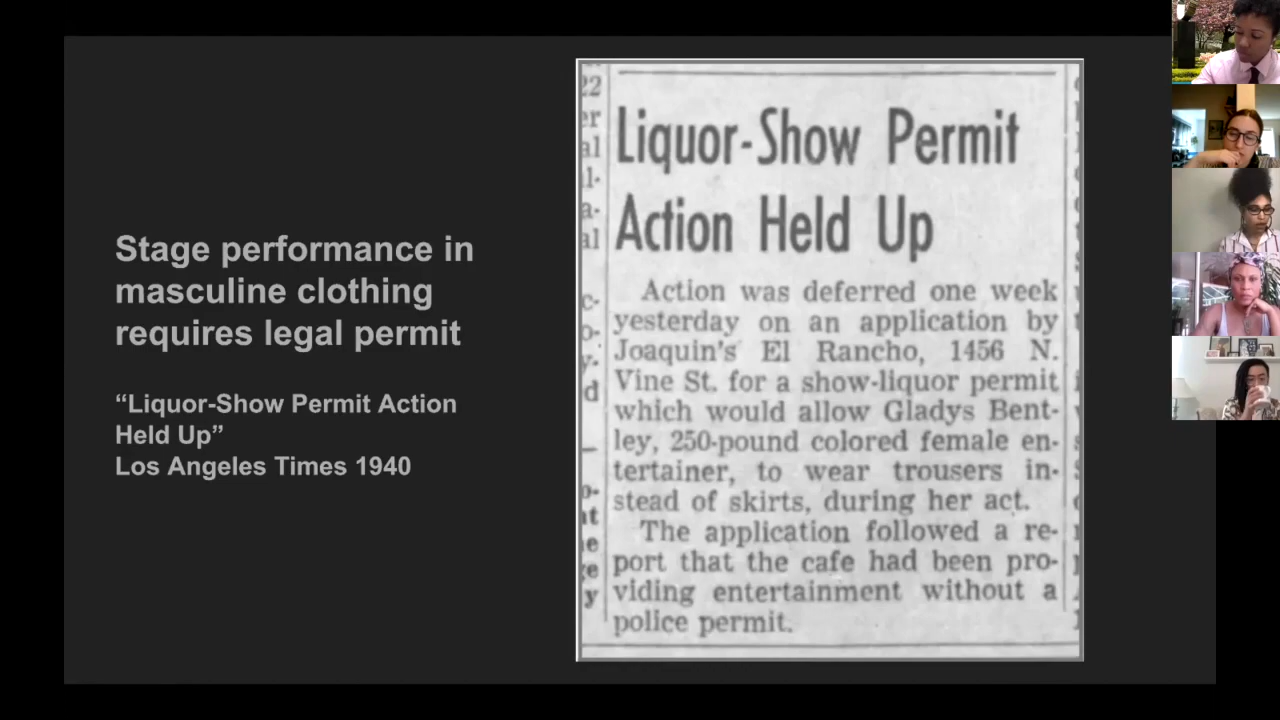 Stage performance in
masculine clothing
requires legal permit
“Liquor-Show Permit Action
Held Up”
Los Angeles Times 1940
Liquor-Show Permit
Action Held Up
Action was deferred one week
yesterday on an application by
Joaquin's El Rancho, 1456 N.
Vine St. for a show-liquor permit
which would allow Gladys Bent-
ley, 250-pound colored female en-
tertainer, to wear trousers in-
stead of skirts, during her act.
The application followed a re-
port that the cafe had been pro-
viding entertainment without a
police permit.